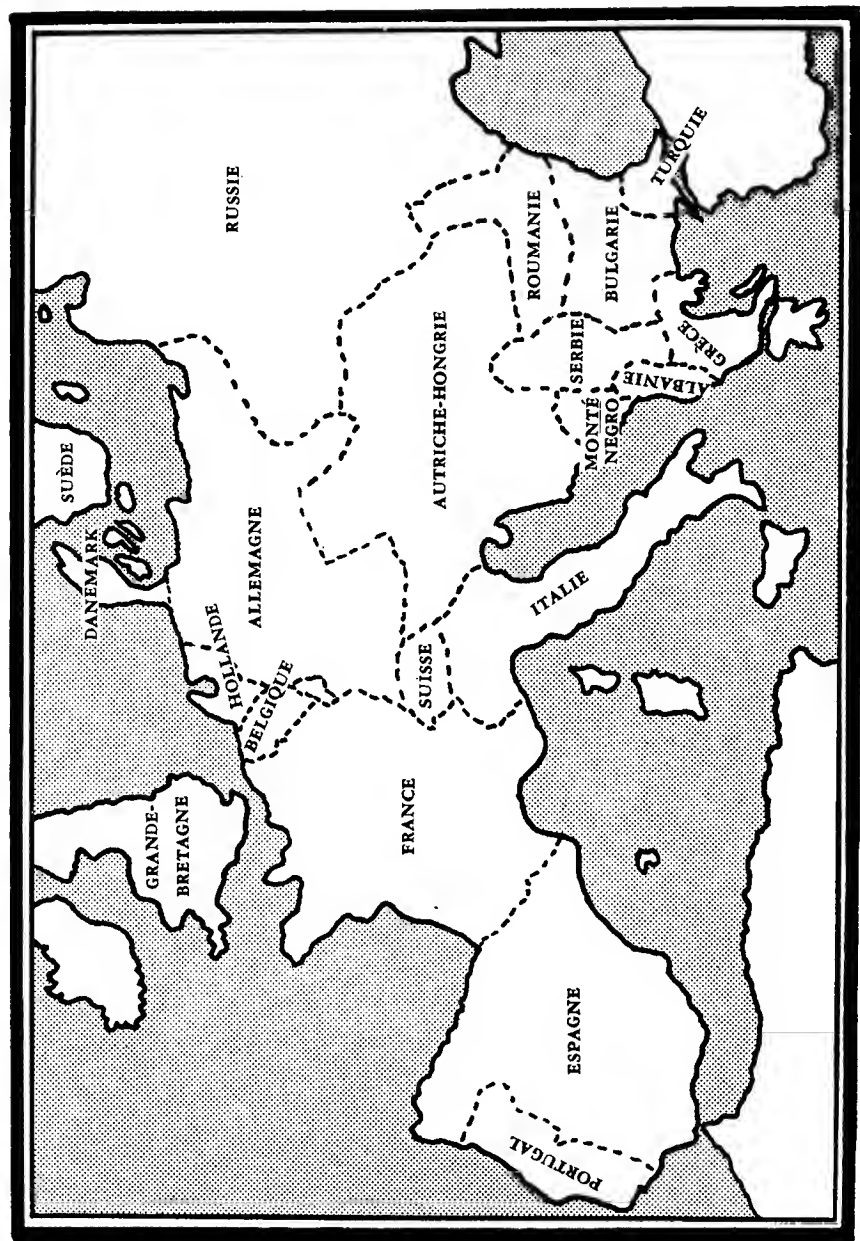 SUÈDE
DANEMARK
RUSSIE
GRANDE-
BRETAGNE
HOLLANDE
ALLEMAGNE
BELGIQUE
FRANCE
SUISSE
AUTRICHE-HONGRIE
ROUMANIE
SERBIE
BULGARIE
MONTÉ
NEGRO
ITALIE
ALBANIE
GRÈCE
TURQUIE
PORTUGAL
ESPAGNE